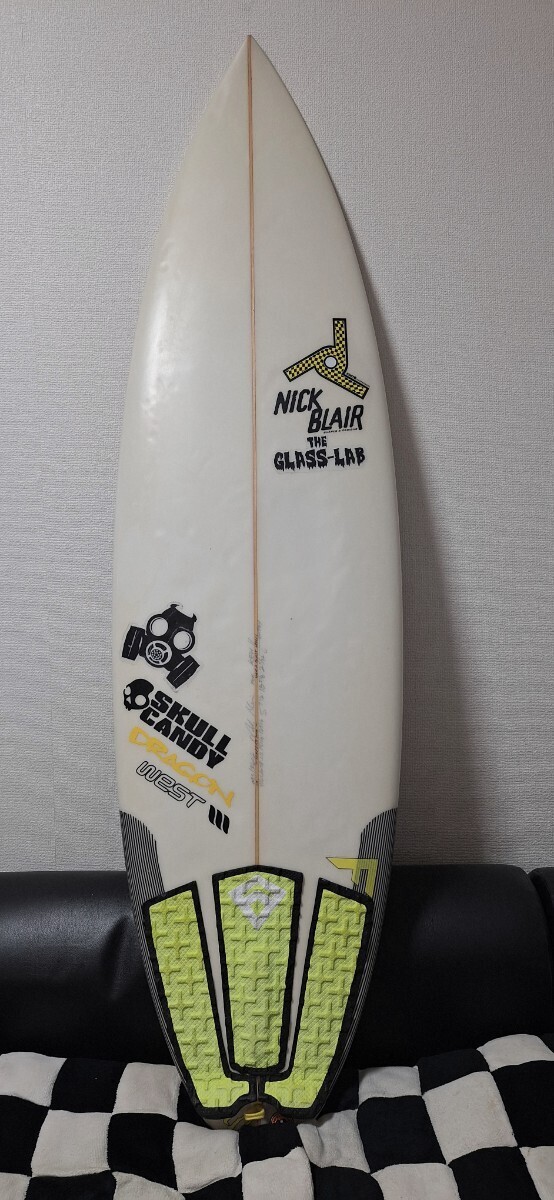 NICK
BLAIR
THE
GLASS-LAB
SKULL
CANDY
DRAGON
WEST